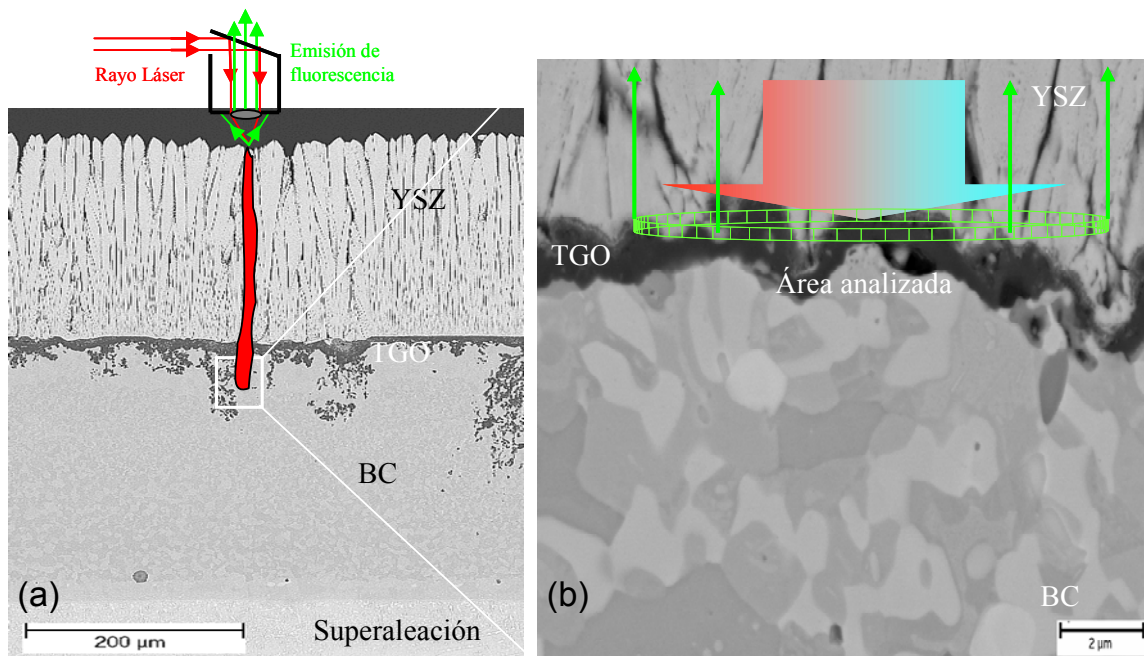 Rayo Láser
Emisión de
fluorescencia
YSZ
TGO
BC
(a)
200 µm
Superaleación
YSZ
TGO
Área analizada
(b)
BC
2 µm